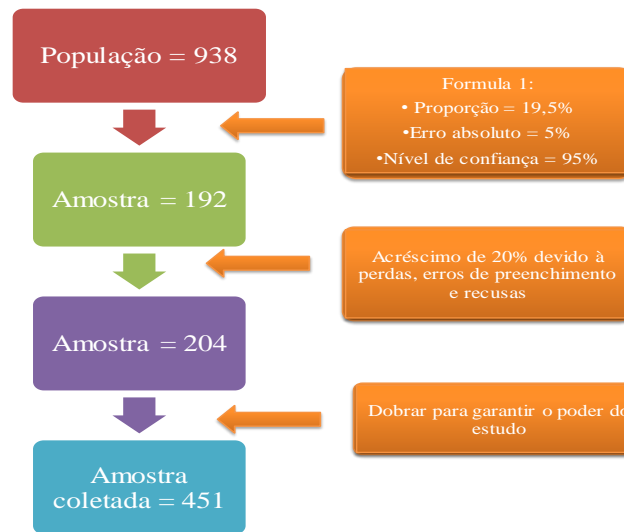 População = 938
Formula 1:
• Proporção = 19,5%
•Erro absoluto = 5%
•Nível de confiança = 95%
Amostra = 192
Acréscimo de 20% devido à
perdas, erros de preenchimento
e recusas
Amostra = 204
Dobrar para garantir o poder do
estudo
Amostra
coletada = 451